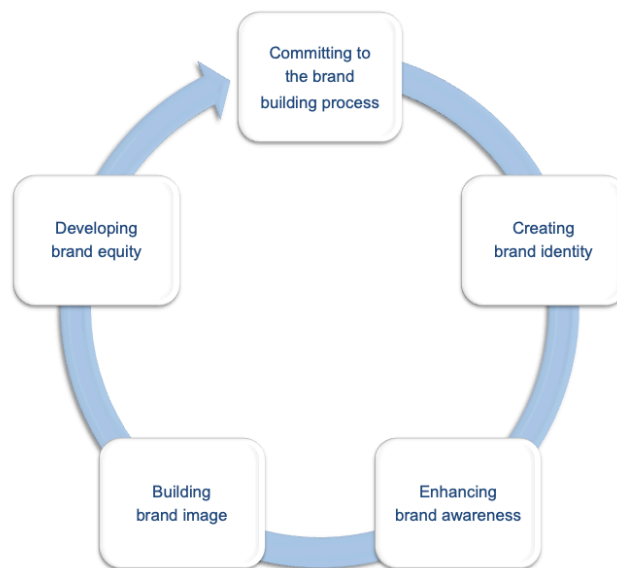 Committing to
the brand
building process
Creating
brand identity
Enhancing
brand awareness
Building
brand image
Developing
brand equity